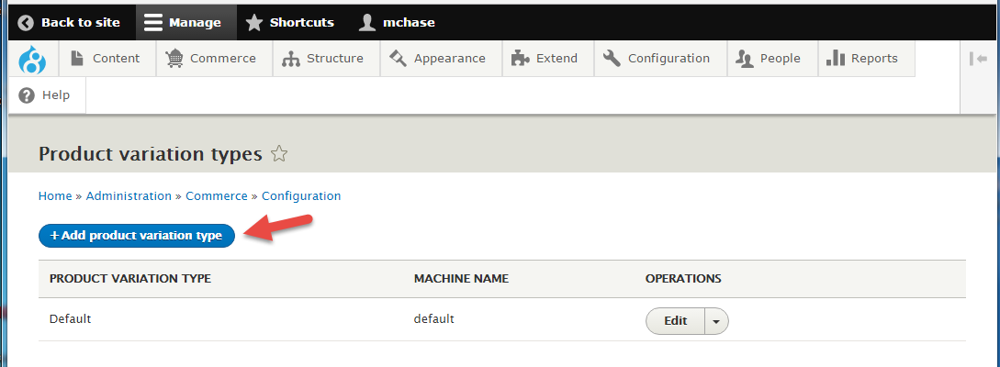 Back to site Manage Shortcuts mchase
Content Commerce Structure Appearance Extend Configuration People Reports
Help
Product variation types
Home » Administration » Commerce » Configuration
+ Add product variation type
PRODUCT VARIATION TYPE MACHINE NAME OPERATIONS
Default default Edit